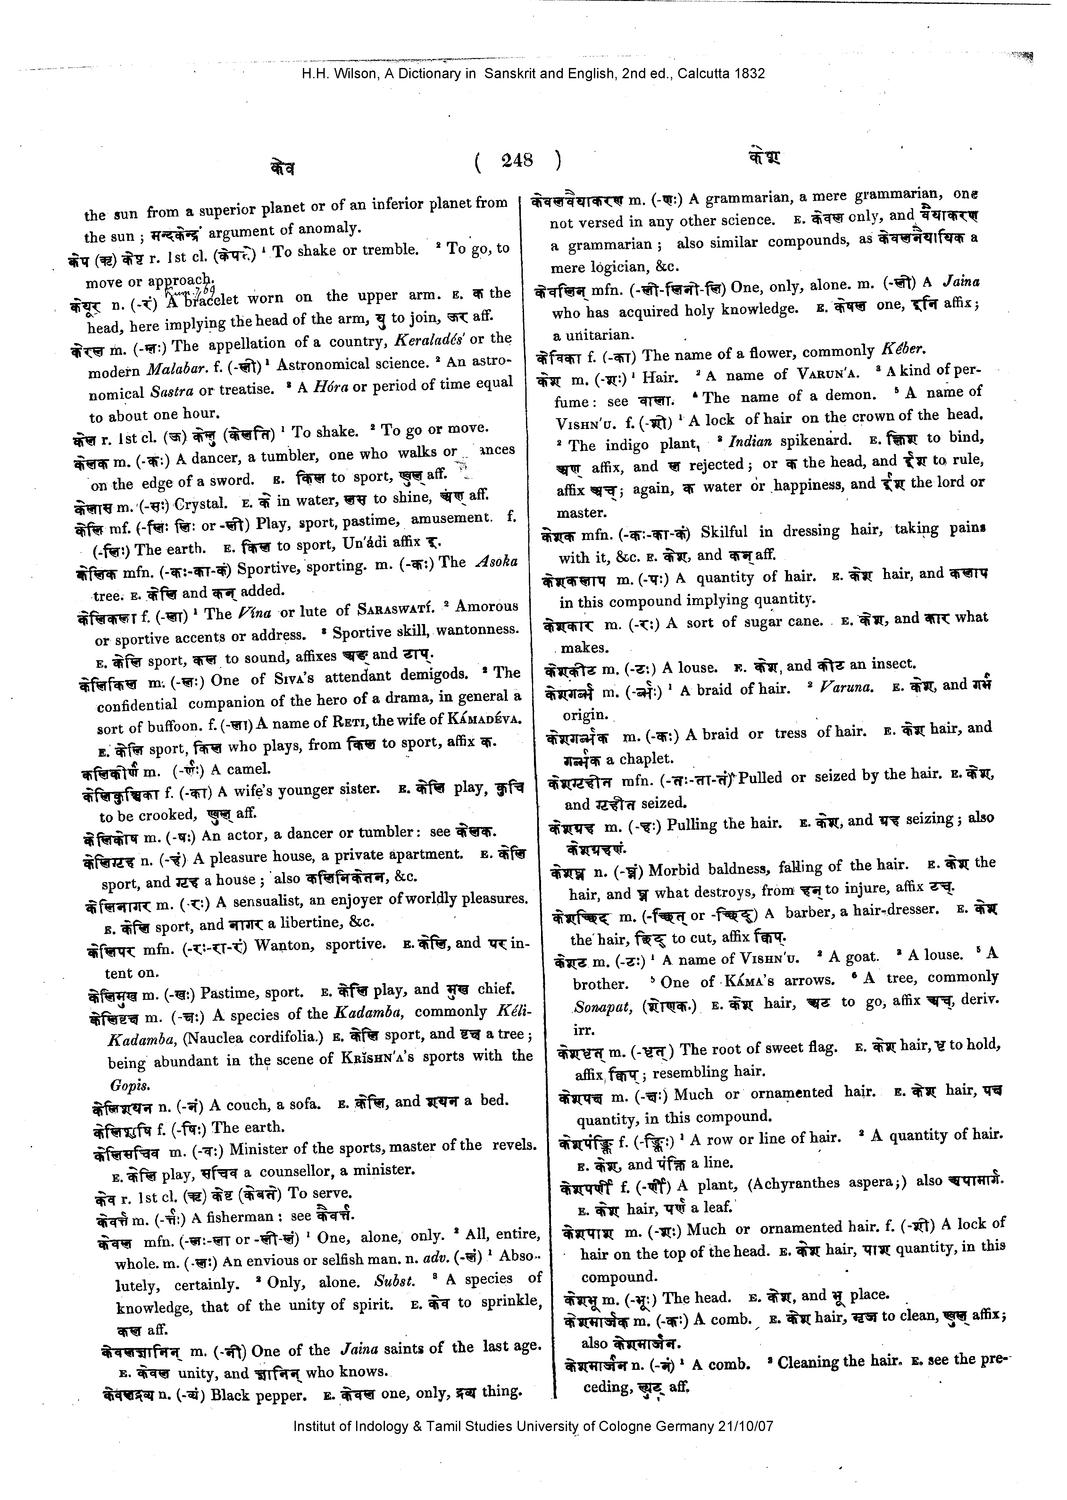 H.H. Wilson, A Dictionary in Sanskrit and English, 2nd ed., Calcutta 1832
केव
( 248 )
केश
the sun from a superior planet or of an inferior planet from
the sun ; मन्दकेन्द्रं argument of anomaly.
केप (ऋ) केपृ r. 1st cl. (केपते) ¹ To shake or tremble. ² To go, to
move or approach.
केयूर n. (-रं) A bracelet worn on the upper arm. E. क the
head, here implying the head of the arm, यु to join, ऊर aff.
केरल m. (-लः) The appellation of a country, Keraladés' or the
modern Malabar. f. (-ली) ¹ Astronomical science. ² An astro-
nomical Sastra or treatise. ³ A Hóra or period of time equal
to about one hour.
केल r. 1st cl. (ऋ) केलृ (केलति) ¹ To shake. ² To go or move.
केलक m. (-कः) A dancer, a tumbler, one who walks or ances
on the edge of a sword. E. किल to sport, ण्वुल् aff.
केलास m. (-सः) Crystal. E. के in water, लस to shine, अण् aff.
केलि mf. (-लिः लिः or -ली) Play, sport, pastime, amusement. f.
(-लिः) The earth. E. किल to sport, Un'ádi affix इ.
केलिक mfn. (-कः-का-कं) Sportive, sporting. m. (-कः) The Asoka
tree. E. केलि and कन् added.
केलिकला f. (-ला) ¹ The Vína or lute of SARASWATÍ. ² Amorous
or sportive accents or address. ³ Sportive skill, wantonness.
E. केलि sport, कल to sound, affixes अङ् and टाप्.
केलिकिल m. (-लः) One of SIVA's attendant demigods. ² The
confidential companion of the hero of a drama, in general a
sort of buffoon. f. (-ला) A name of RETI, the wife of KÁMADÉVA.
E. केलि sport, किल who plays, from किल to sport, affix क.
कलिकीर्ण m. (-र्णः) A camel.
केलिकुञ्चिका f. (-का) A wife's younger sister. E. केलि play, कुचि
to be crooked, ण्वुल् aff.
केलिकोष m. (-षः) An actor, a dancer or tumbler: see केलक.
केलिगृह n. (-हं) A pleasure house, a private apartment. E. केलि
sport, and गृह a house ; also कलिनिकेतन, &c.
केलिनागर m. (-रः) A sensualist, an enjoyer of worldly pleasures.
E. केलि sport, and नागर a libertine, &c.
केलिपर mfn. (-रः-रा-रं) Wanton, sportive. E. केलि, and पर in-
tent on.
केलिमुख m. (-खः) Pastime, sport. E. केलि play, and मुख chief.
केलिवृक्ष m. (-क्षः) A species of the Kadamba, commonly Kéli-
Kadamba, (Nauclea cordifolia.) E. केलि sport, and वृक्ष a tree ;
being abundant in the scene of KRĬSHN'A's sports with the
Gopis.
केलिशयन n. (-नं) A couch, a sofa. E. केलि, and शयन a bed.
केलिशुषि f. (-षिः) The earth.
केलिसचिव m. (-वः) Minister of the sports, master of the revels.
E. केलि play, सचिव a counsellor, a minister.
केव r. 1st cl. (ऋ) केवृ (केवते) To serve.
केवर्त्त m. (-र्त्तः) A fisherman : see कैवर्त्त.
केवल mfn. (-लः-ला or -ली-लं) ¹ One, alone, only. ² All, entire,
whole. m. (-लः) An envious or selfish man. n. adv. (-लं) ¹ Abso-
lutely, certainly. ² Only, alone. Subst. ³ A species of
knowledge, that of the unity of spirit. E. केव to sprinkle,
कल aff.
केवलज्ञानिन् m. (-नी) One of the Jaina saints of the last age.
E. केवल unity, and ज्ञानिन् who knows.
केवलद्रव्य n. (-व्यं) Black pepper. E. केवल one, only, द्रव्य thing.
केवलवैयाकरण m. (-णः) A grammarian, a mere grammarian, one
not versed in any other science. E. केवल only, and वैयाकरण
a grammarian ; also similar compounds, as केवलनैयायिक a
mere logician, &c.
केवलिन् mfn. (-ली-लिनी-लि) One, only, alone. m. (-ली) A Jaina
who has acquired holy knowledge. E. केवल one, इनि affix ;
a unitarian.
केविका f. (-का) The name of a flower, commonly Kéber.
केश m. (-शः) ¹ Hair. ² A name of VARUN'A. ³ A kind of per-
fume : see वाला. ⁴ The name of a demon. ⁵ A name of
VISHN'U. f. (-शी) ¹ A lock of hair on the crown of the head.
² The indigo plant, ³ Indian spikenard. E. क्लिश to bind,
अण् affix, and ल rejected ; or क the head, and ईश to rule,
affix अच् ; again, क water or happiness, and ईश the lord or
master.
केशक mfn. (-कः-का-कं) Skilful in dressing hair, taking pains
with it, &c. E. केश, and कन् aff.
केशकलाप m. (-पः) A quantity of hair. E. केश hair, and कलाप
in this compound implying quantity.
केशकार m. (-रः) A sort of sugar cane. E. केश, and कार what
makes.
केशकीट m. (-टः) A louse. E. केश, and कीट an insect.
केशगर्भ m. (-र्भः) ¹ A braid of hair. ² Varuna. E. केश, and गर्भ
origin.
केशगर्भक m. (-कः) A braid or tress of hair. E. केश hair, and
गर्भक a chaplet.
केशगृहीत mfn. (-तः-ता-तं) Pulled or seized by the hair. E. केश,
and गृहीत seized.
केशग्रह m. (-हः) Pulling the hair. E. केश, and ग्रह seizing ; also
केशग्रहणं.
केशघ्न n. (-घ्नं) Morbid baldness, falling of the hair. E. केश the
hair, and घ्न what destroys, from हन् to injure, affix टच्.
केशच्छिद् m. (-च्छित् or -च्छिद्) A barber, a hair-dresser. E. केश
the hair, छिद् to cut, affix क्विप्.
केशट m. (-टः) ¹ A name of VISHN'U. ² A goat. ³ A louse. ⁵ A
brother. ⁵ One of KÁMA's arrows. ⁶ A tree, commonly
Sonaput, (शोणक.) E. केश hair, अट to go, affix अच्, deriv.
irr.
केशधृत् m. (-धृत्) The root of sweet flag. E. केश hair, धृ to hold,
affix क्विप् ; resembling hair.
केशपक्ष m. (-क्षः) Much or ornamented hair. E. केश hair, पक्ष
quantity, in this compound.
केशपंक्ति f. (-क्तिः) ¹ A row or line of hair. ² A quantity of hair.
E. केश, and पंक्ति a line.
केशपर्णी f. (-र्णी) A plant, (Achyranthes aspera;) also अपामार्ग.
E. केश hair, पर्ण a leaf.
केशपाश m. (-शः) Much or ornamented hair. f. (-शी) A lock of
hair on the top of the head. E. केश hair, पाश quantity, in this
compound.
केशभू m. (-भूः) The head. E. केश, and भू place.
केशमार्जक m. (-कः) A comb. E. केश hair, मृज to clean, ण्वुल् affix;
also केशमार्जन.
केशमार्जन n. (-नं) ¹ A comb. ² Cleaning the hair. E. see the pre-
ceding, ल्युट् aff.
Institut of Indology & Tamil Studies University of Cologne Germany 21/10/07